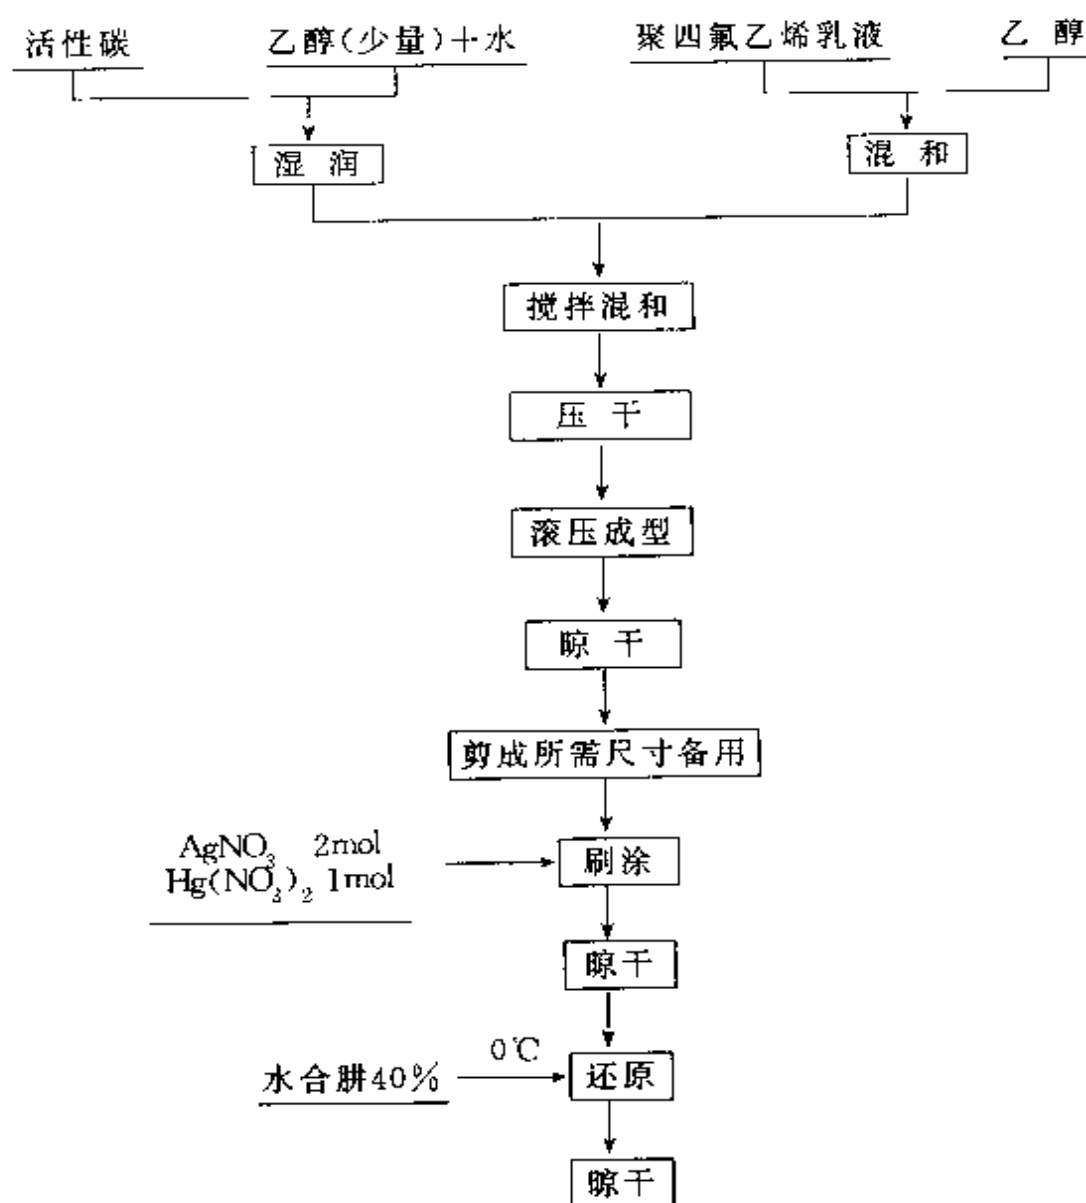 活性碳
乙醇(少量)+水
聚四氟乙烯乳液
乙醇
湿润
混和
搅拌混和
压干
滚压成型
晾干
剪成所需尺寸备用
AgNO₃ 2mol
Hg(NO₃)₂ 1mol
刷涂
晾干
0℃
水合肼40%
还原
晾干